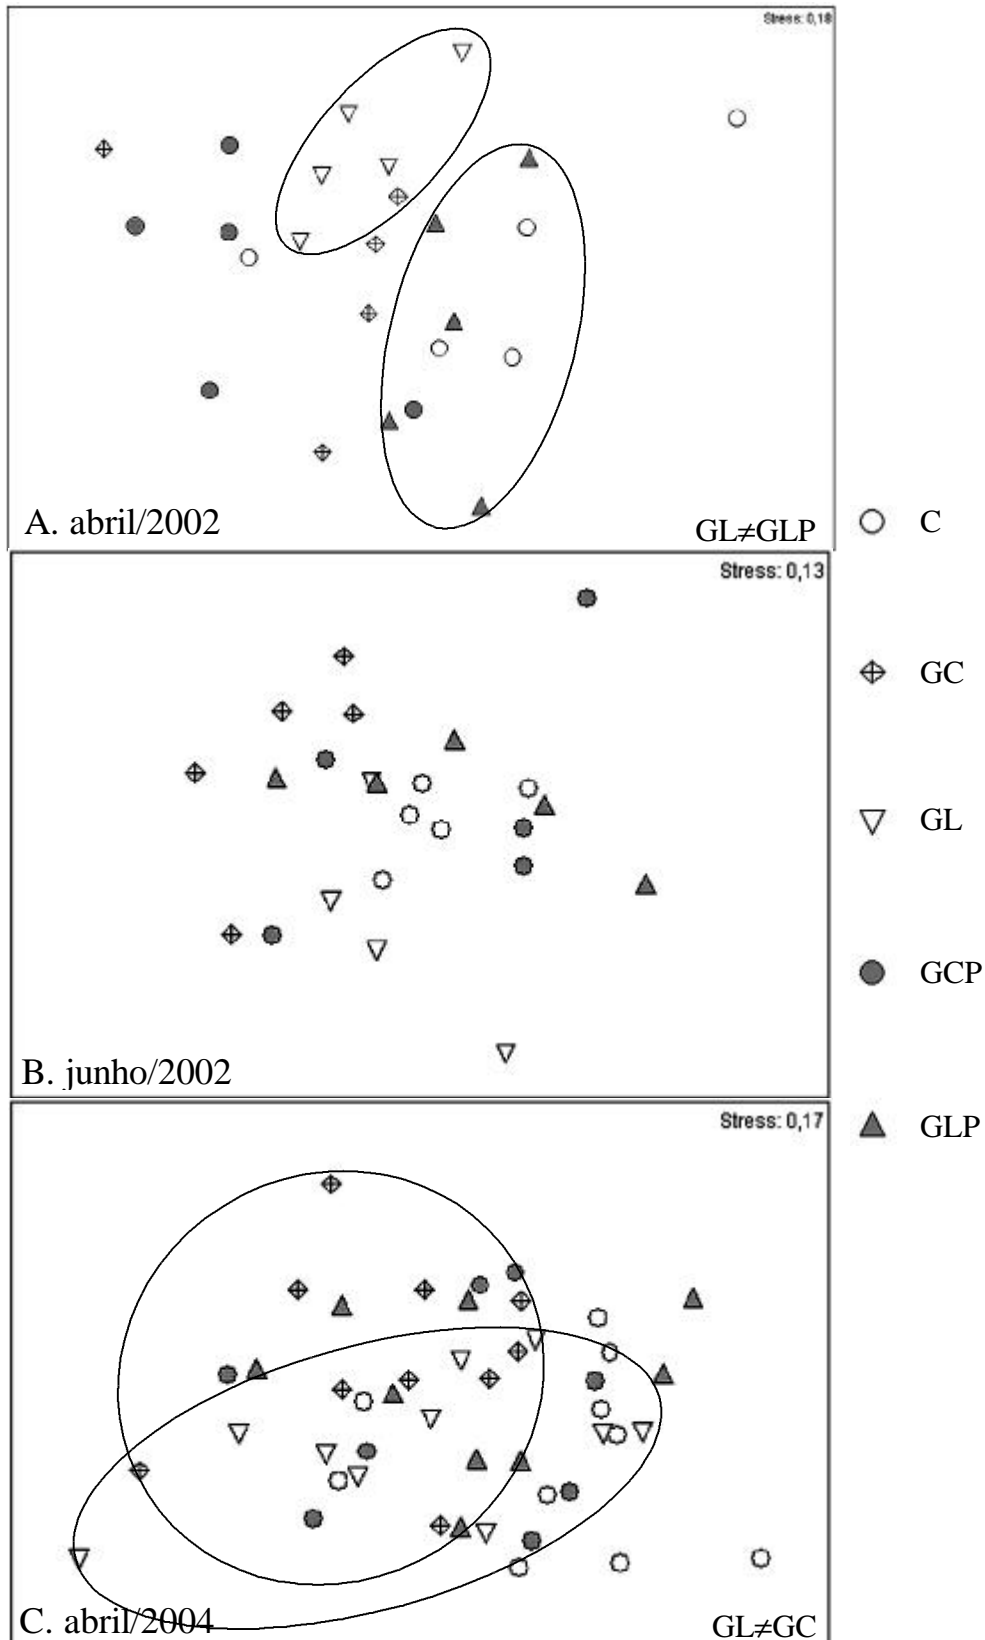 Stress: 0,18
A. abril/2002
GL≠GLP
C
Stress: 0,13
GC
GL
GCP
B. junho/2002
Stress: 0,17
GLP
C. abril/2004
GL≠GC